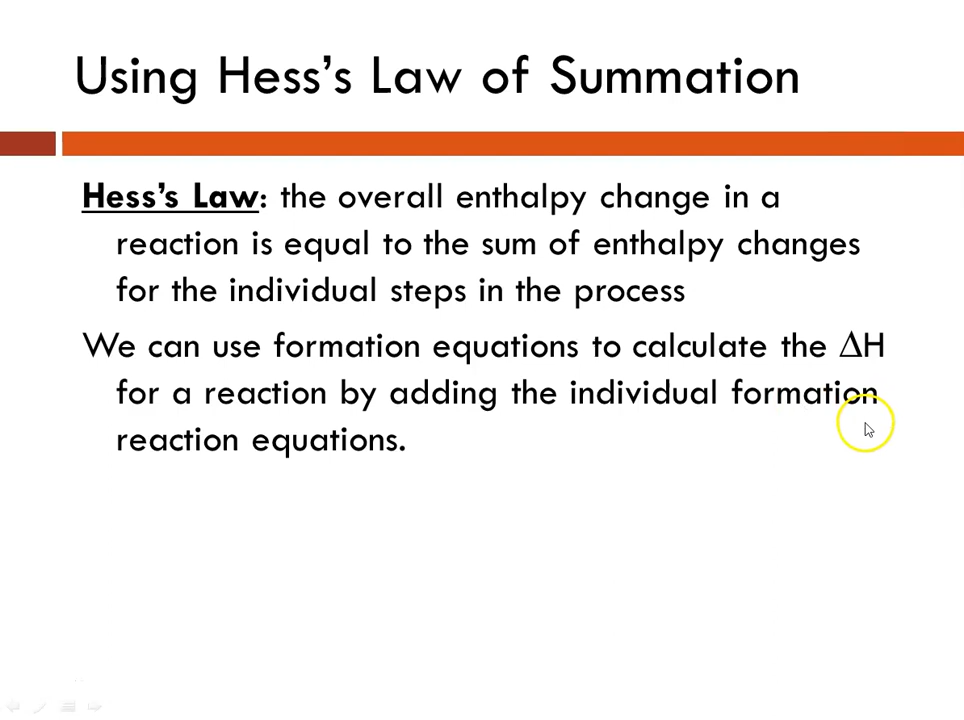 Using Hess’s Law of Summation
Hess’s Law: the overall enthalpy change in a
reaction is equal to the sum of enthalpy changes
for the individual steps in the process
We can use formation equations to calculate the ΔH
for a reaction by adding the individual formation
reaction equations.